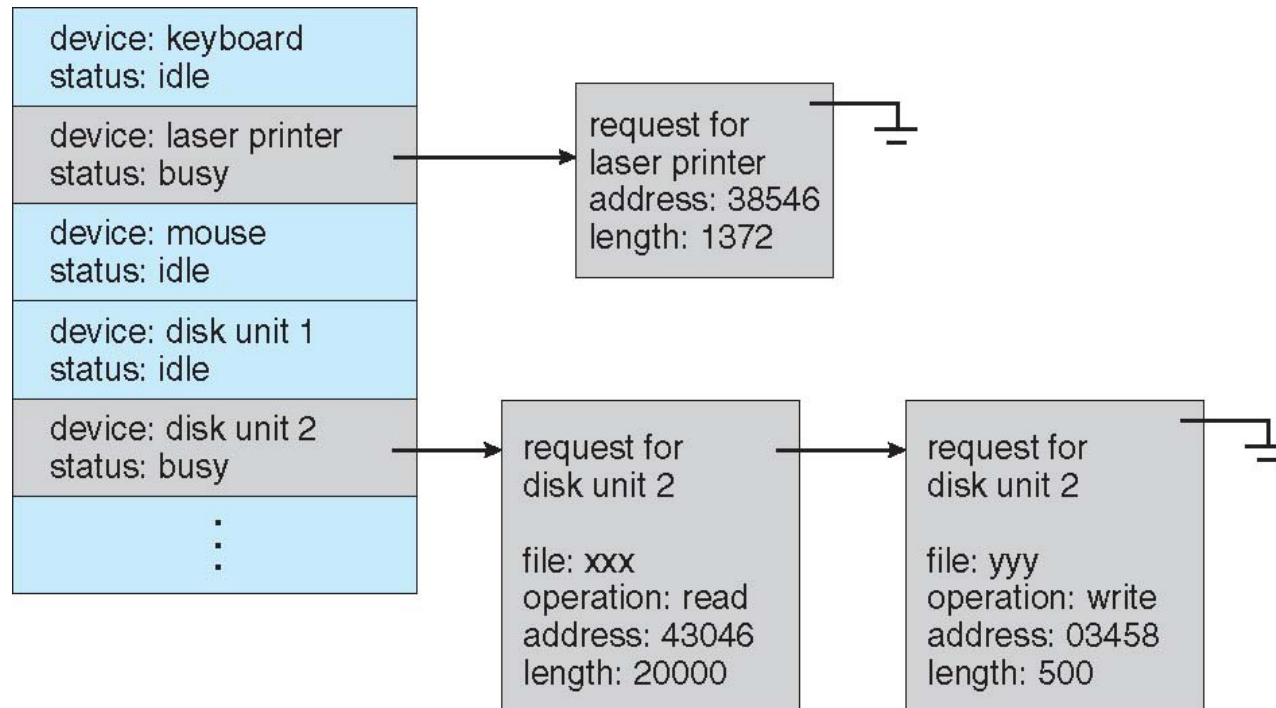 device: keyboard
status: idle
device: laser printer
status: busy
device: mouse
status: idle
device: disk unit 1
status: idle
device: disk unit 2
status: busy
request for
laser printer
address: 38546
length: 1372
request for
disk unit 2
file: xxx
operation: read
address: 43046
length: 20000
request for
disk unit 2
file: yyy
operation: write
address: 03458
length: 500